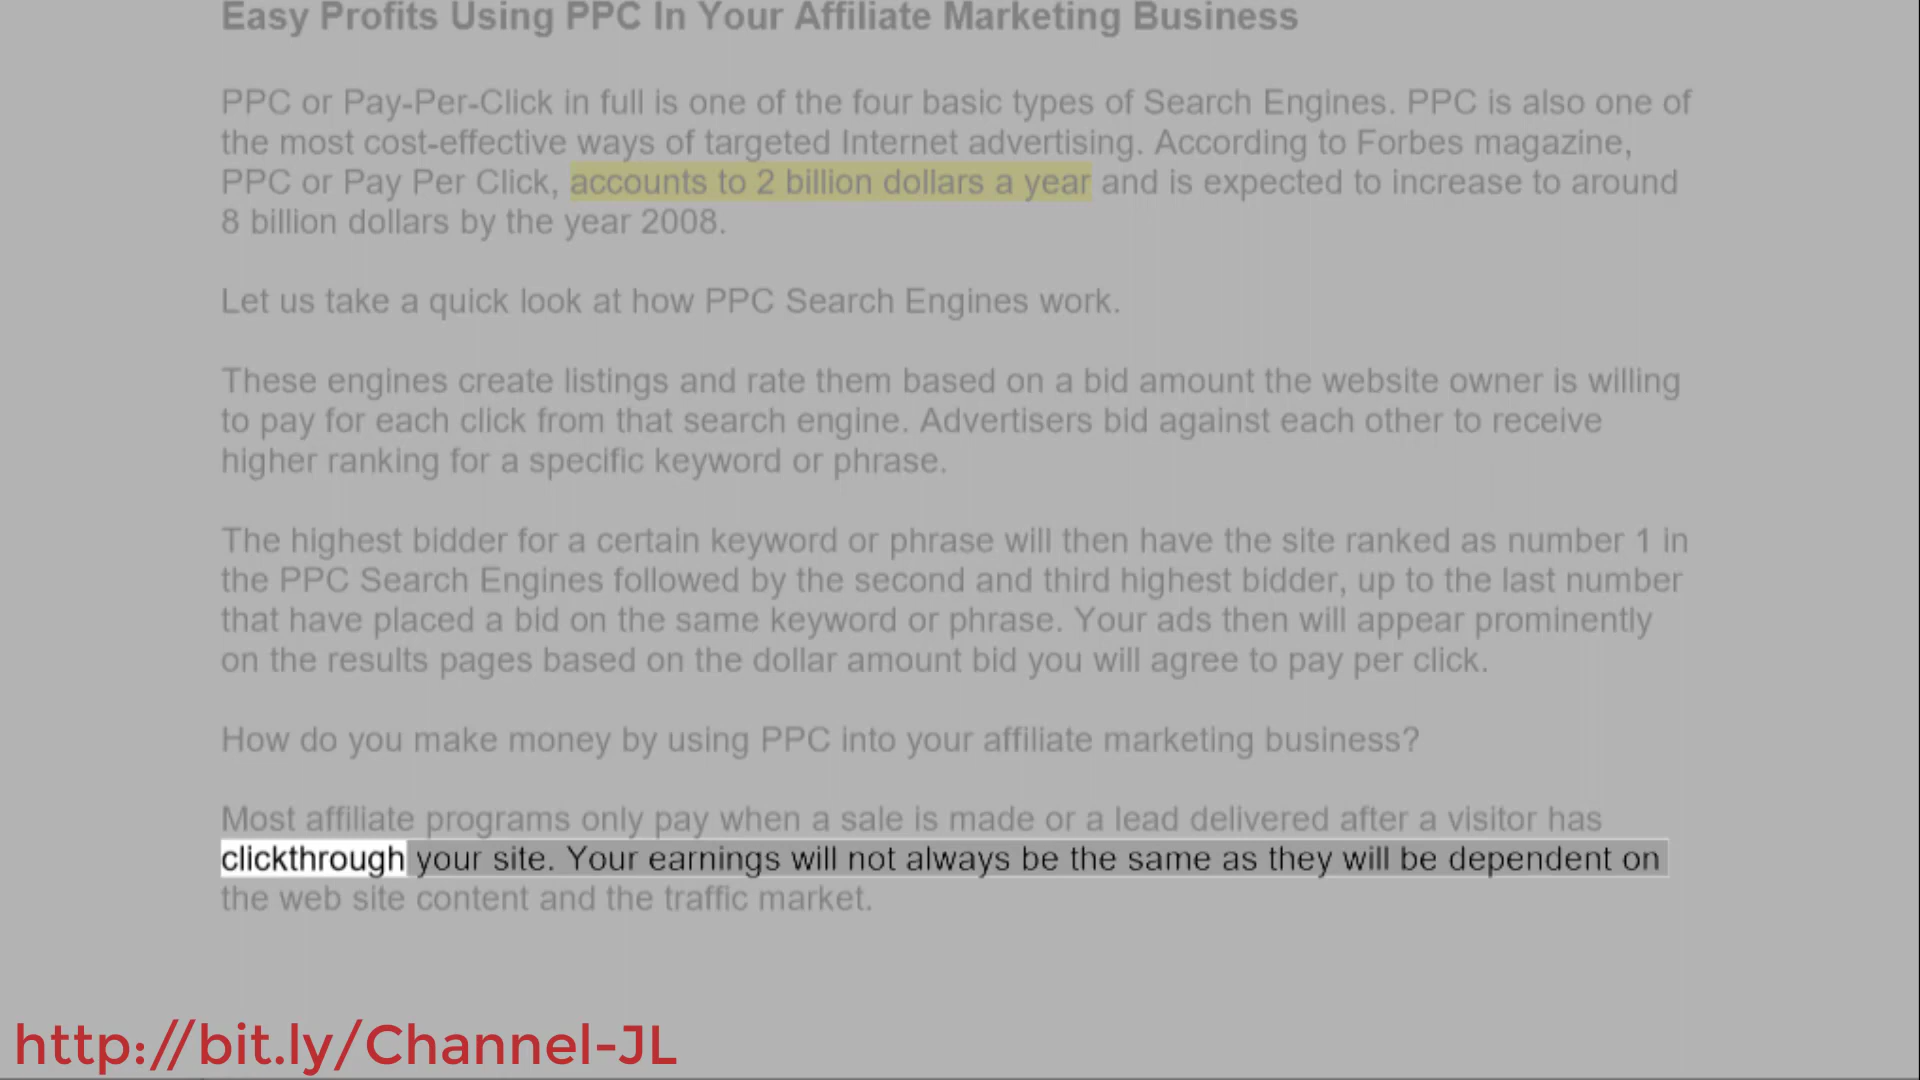 Easy Profits Using PPC In Your Affiliate Marketing Business
PPC or Pay-Per-Click in full is one of the four basic types of Search Engines. PPC is also one of
the most cost-effective ways of targeted Internet advertising. According to Forbes magazine,
PPC or Pay Per Click, accounts to 2 billion dollars a year and is expected to increase to around
8 billion dollars by the year 2008.
Let us take a quick look at how PPC Search Engines work.
These engines create listings and rate them based on a bid amount the website owner is willing
to pay for each click from that search engine. Advertisers bid against each other to receive
higher ranking for a specific keyword or phrase.
The highest bidder for a certain keyword or phrase will then have the site ranked as number 1 in
the PPC Search Engines followed by the second and third highest bidder, up to the last number
that have placed a bid on the same keyword or phrase. Your ads then will appear prominently
on the results pages based on the dollar amount bid you will agree to pay per click.
How do you make money by using PPC into your affiliate marketing business?
Most affiliate programs only pay when a sale is made or a lead delivered after a visitor has
clickthrough your site. Your earnings will not always be the same as they will be dependent on
the web site content and the traffic market.
http://bit.ly/Channel-JL